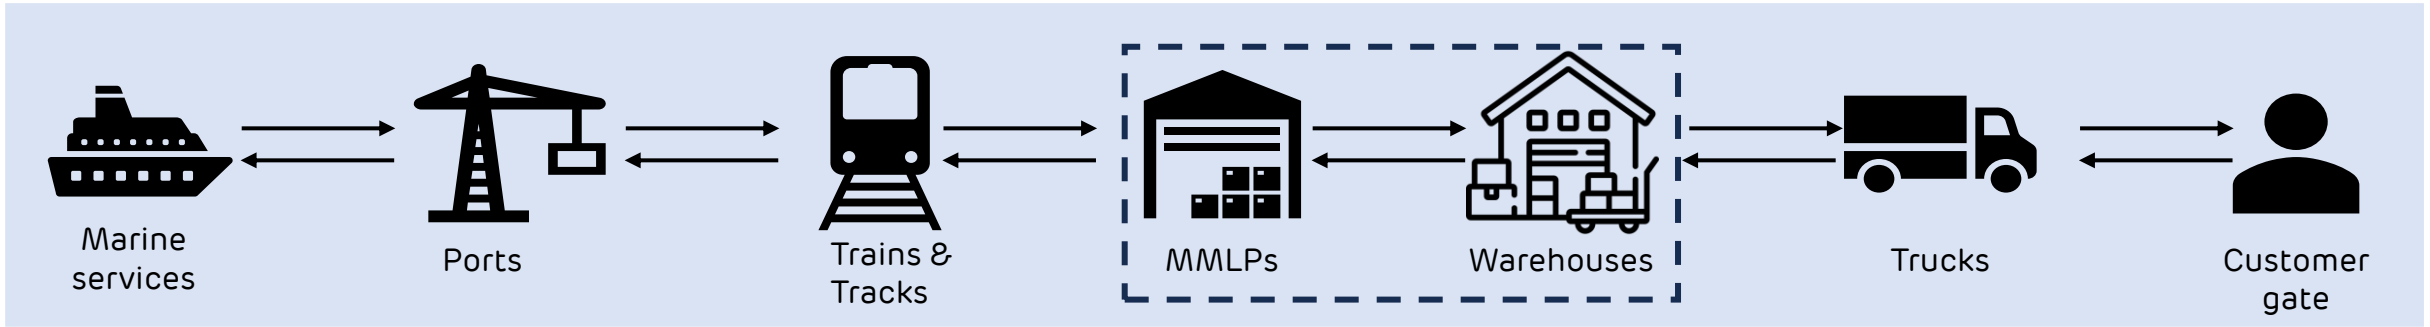 Marine
services
Ports
Trains &
Tracks
MMLPs
Warehouses
Trucks
Customer
gate